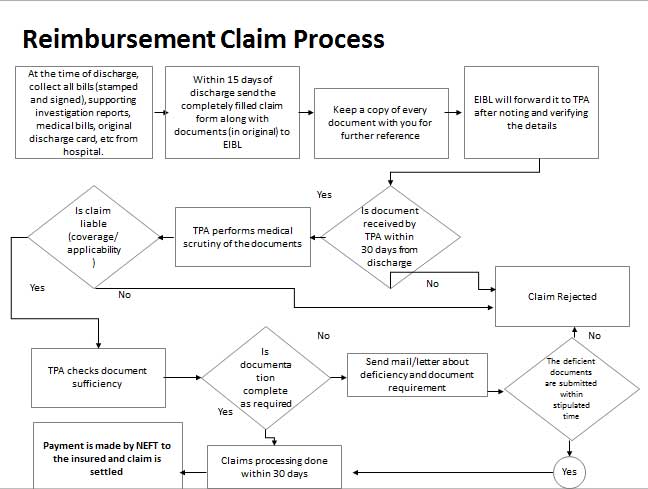 Reimbursement Claim Process
At the time of discharge,
collect all bills (stamped
and signed), supporting
investigation reports,
medical bills, original
discharge card, etc from
hospital.
Within 15 days of
discharge send the
completely filled claim
form along with
documents (in original) to
EIBL
Keep a copy of every
document with you for
further reference
EIBL will forward it to TPA
after noting and verifying
the details
Yes
Is document
received by
TPA within
30 days from
discharge
No
TPA performs medical
scrutiny of the documents
Is claim
liable
(coverage/
applicability
)
Yes
No
Claim Rejected
TPA checks document
sufficiency
Is
documenta
tion
complete
as required
No
Yes
Send mail/letter about
deficiency and document
requirement
The deficient
documents
are submitted
within
stipulated
time
No
Yes
Claims processing done
within 30 days
Payment is made by NEFT to
the insured and claim is
settled